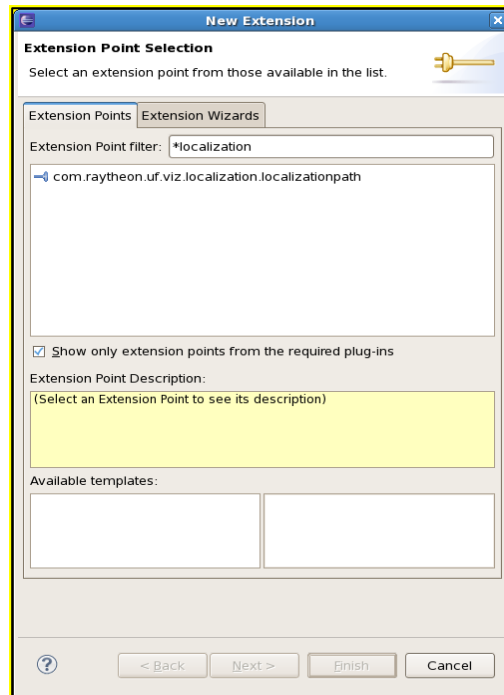 New Extension
Extension Point Selection
Select an extension point from those available in the list.
Extension Points
Extension Wizards
Extension Point filter: *localization
com.raytheon.uf.viz.localization.localizationpath
Show only extension points from the required plug-ins
Extension Point Description:
(Select an Extension Point to see its description)
Available templates:
? < Back Next > Finish Cancel